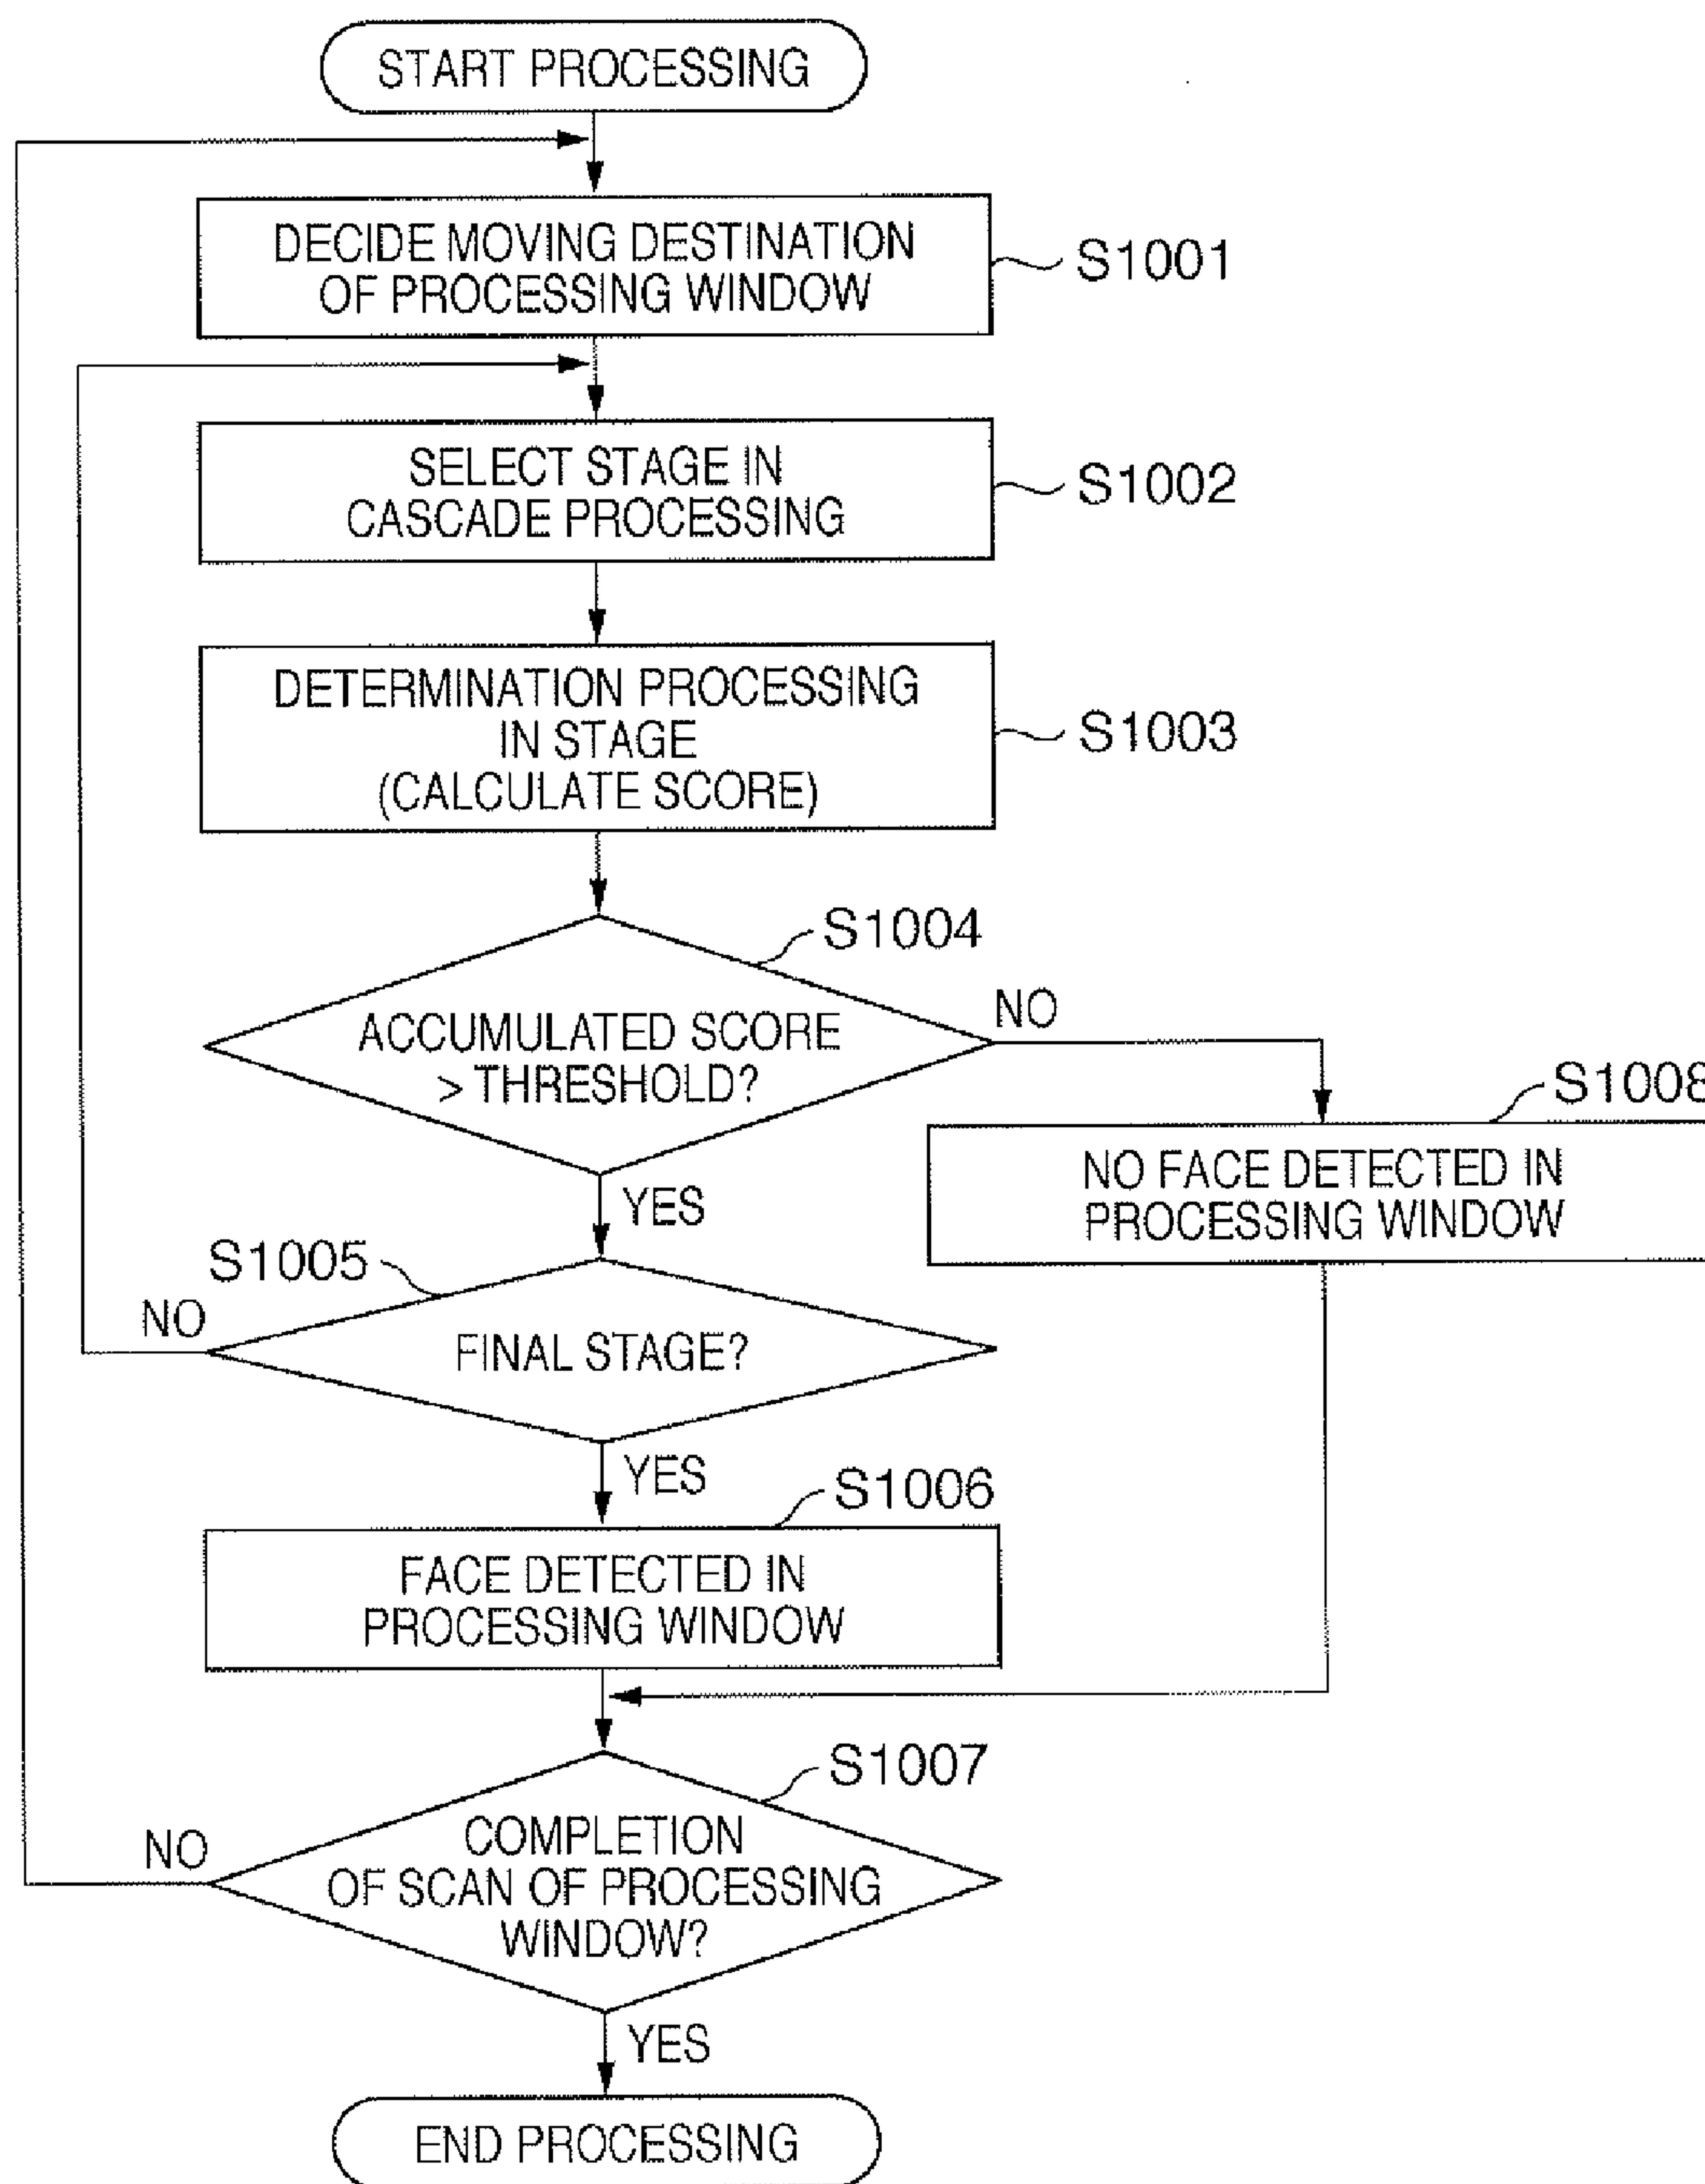 START PROCESSING
DECIDE MOVING DESTINATION
OF PROCESSING WINDOW
S1001
SELECT STAGE IN
CASCADE PROCESSING
S1002
DETERMINATION PROCESSING
IN STAGE
(CALCULATE SCORE)
S1003
S1004
ACCUMULATED SCORE
> THRESHOLD?
NO
YES
S1008
NO FACE DETECTED IN
PROCESSING WINDOW
S1005
NO
FINAL STAGE?
YES
S1006
FACE DETECTED IN
PROCESSING WINDOW
S1007
NO
COMPLETION
OF SCAN OF PROCESSING
WINDOW?
YES
END PROCESSING